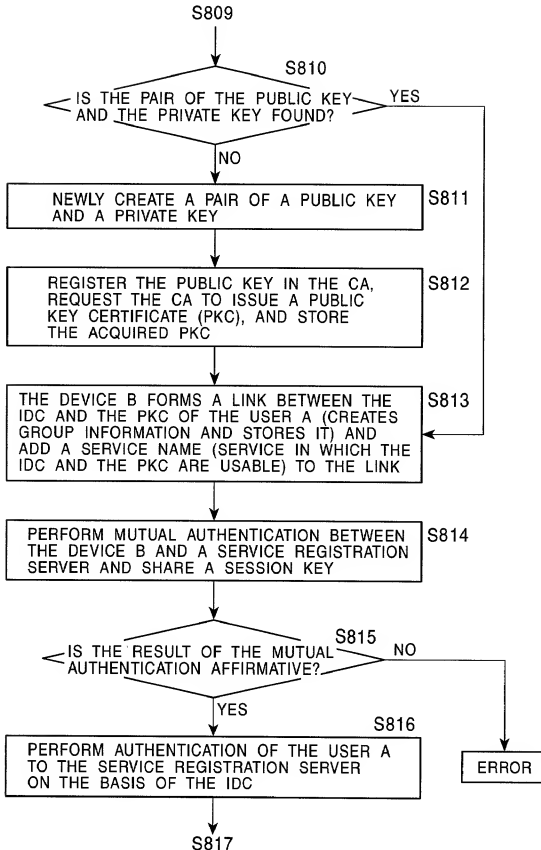 S809
S810
IS THE PAIR OF THE PUBLIC KEY
AND THE PRIVATE KEY FOUND?
YES
NO
NEWLY CREATE A PAIR OF A PUBLIC KEY
AND A PRIVATE KEY
S811
REGISTER THE PUBLIC KEY IN THE CA,
REQUEST THE CA TO ISSUE A PUBLIC
KEY CERTIFICATE (PKC), AND STORE
THE ACQUIRED PKC
S812
THE DEVICE B FORMS A LINK BETWEEN THE
IDC AND THE PKC OF THE USER A (CREATES
GROUP INFORMATION AND STORES IT) AND
ADD A SERVICE NAME (SERVICE IN WHICH THE
IDC AND THE PKC ARE USABLE) TO THE LINK
S813
PERFORM MUTUAL AUTHENTICATION BETWEEN
THE DEVICE B AND A SERVICE REGISTRATION
SERVER AND SHARE A SESSION KEY
S814
S815
IS THE RESULT OF THE MUTUAL
AUTHENTICATION AFFIRMATIVE?
NO
YES
S816
PERFORM AUTHENTICATION OF THE USER A
TO THE SERVICE REGISTRATION SERVER
ON THE BASIS OF THE IDC
ERROR
S817